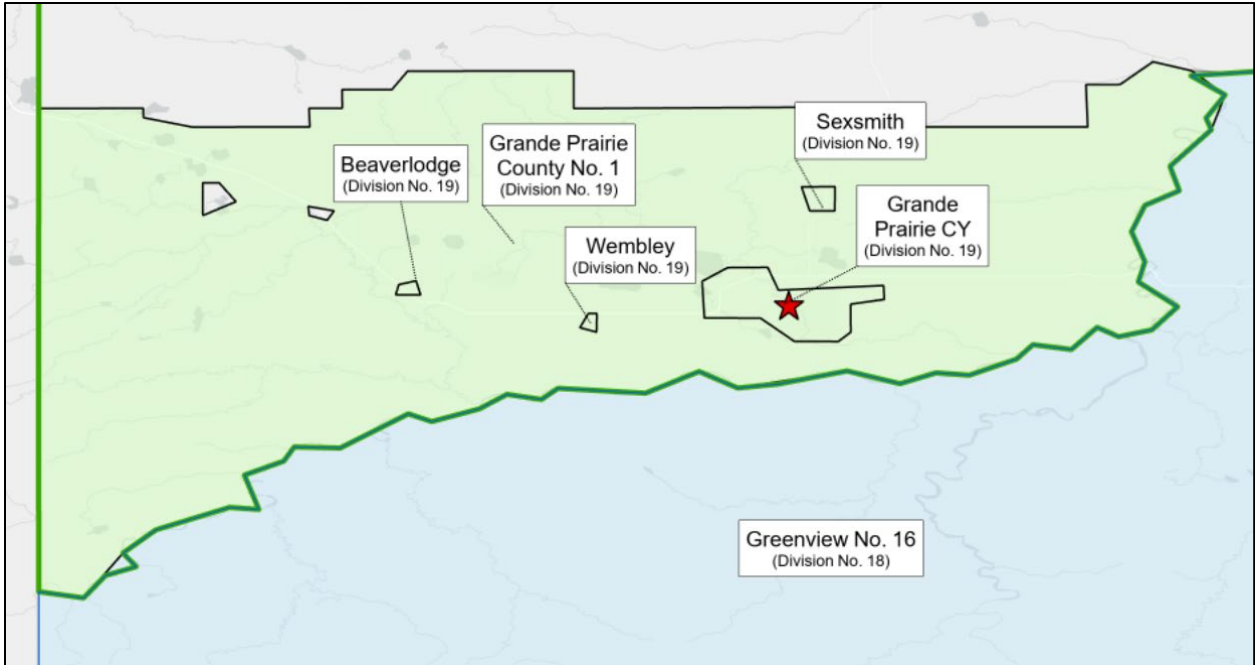 Sexsmith
(Division No. 19)
Grande Prairie
County No. 1
(Division No. 19)
Beaverlodge
(Division No. 19)
Grande
Prairie CY
(Division No. 19)
Wembley
(Division No. 19)
Greenview No. 16
(Division No. 18)